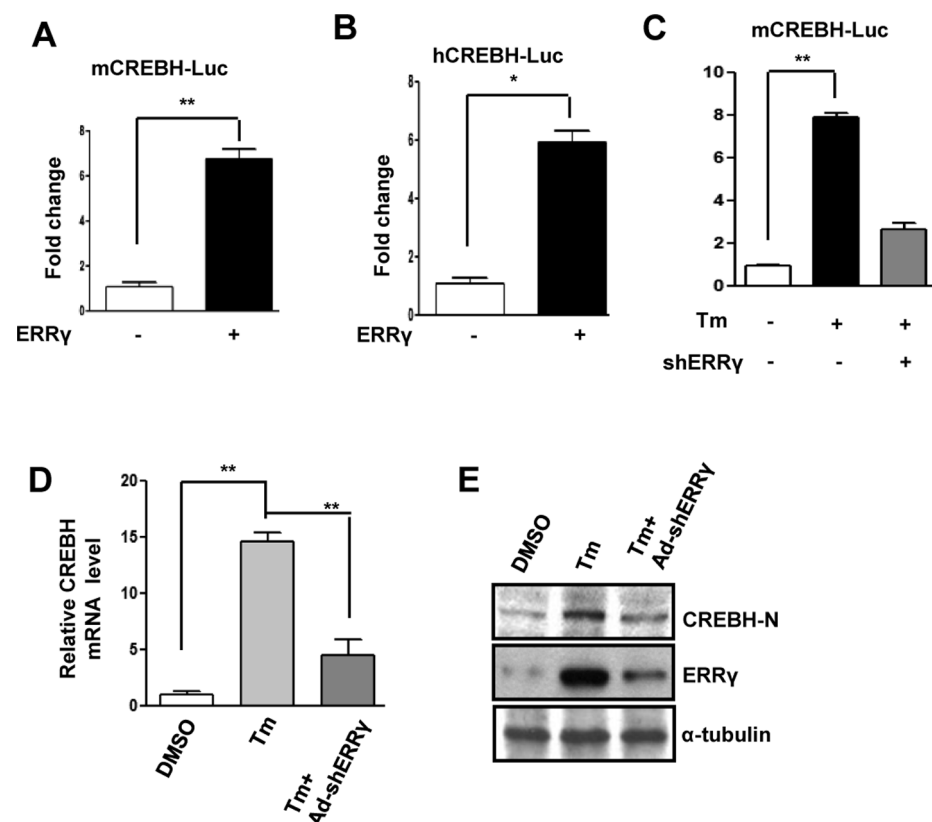 A
mCREBH-Luc
**
Fold change
8
6
4
2
0
ERRγ
-
+
B
hCREBH-Luc
*
Fold change
8
6
4
2
0
ERRγ
-
+
C
mCREBH-Luc
**
10
8
6
4
2
0
Tm
-
+
+
shERRγ
-
-
+
D
Relative CREBH
mRNA level
20
15
10
5
0
**
**
DMSO
Tm
Tm+
Ad-shERRγ
E
DMSO
Tm
Tm+
Ad-shERRγ
CREBH-N
ERRγ
α-tubulin